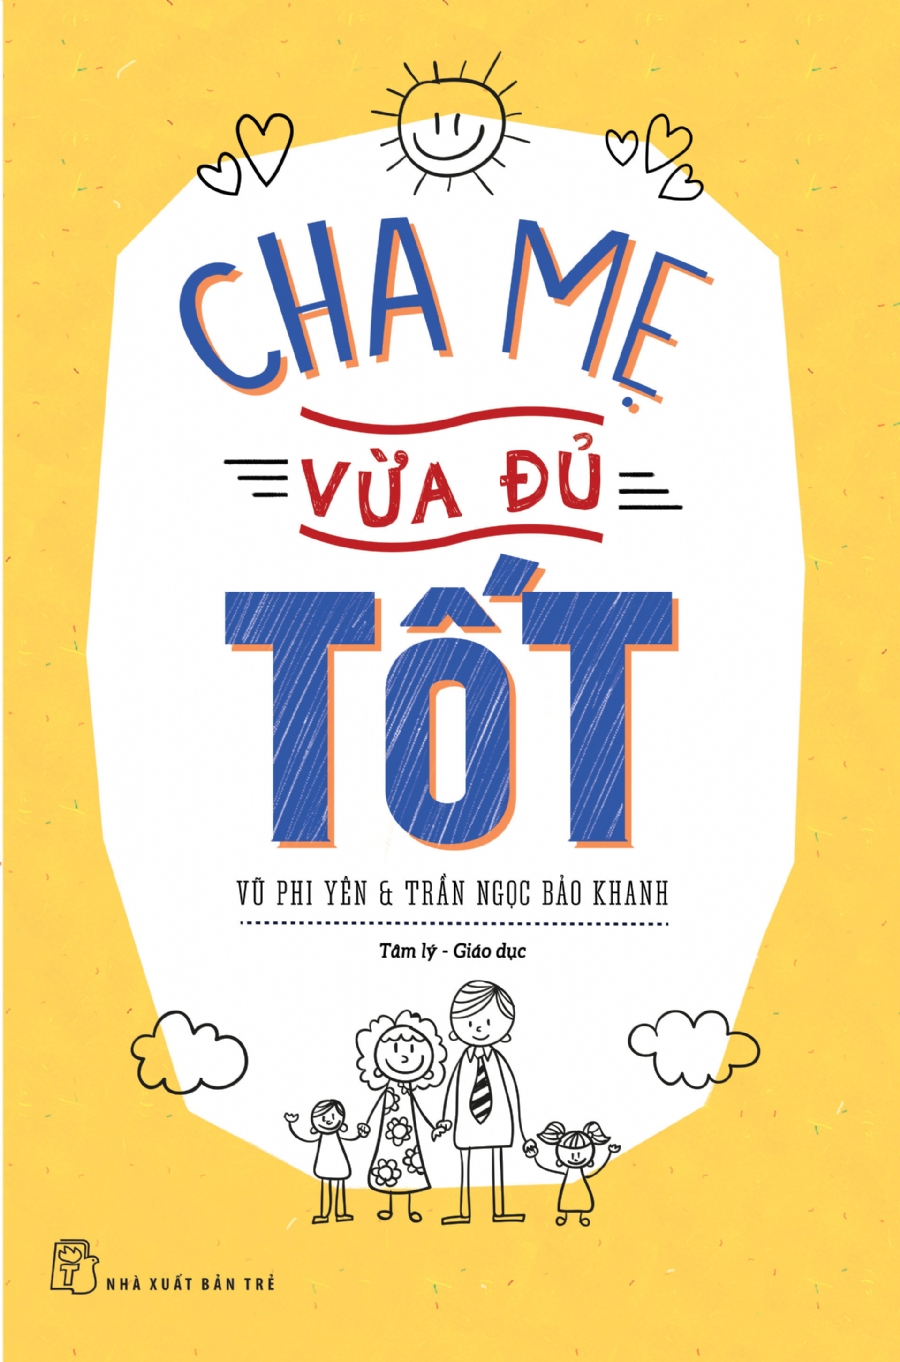 CHA MẸ
VỪA ĐỦ
TỐT
VŨ PHI YÊN & TRẦN NGỌC BẢO KHANH
Tâm lý - Giáo dục
NHÀ XUẤT BẢN TRẺ